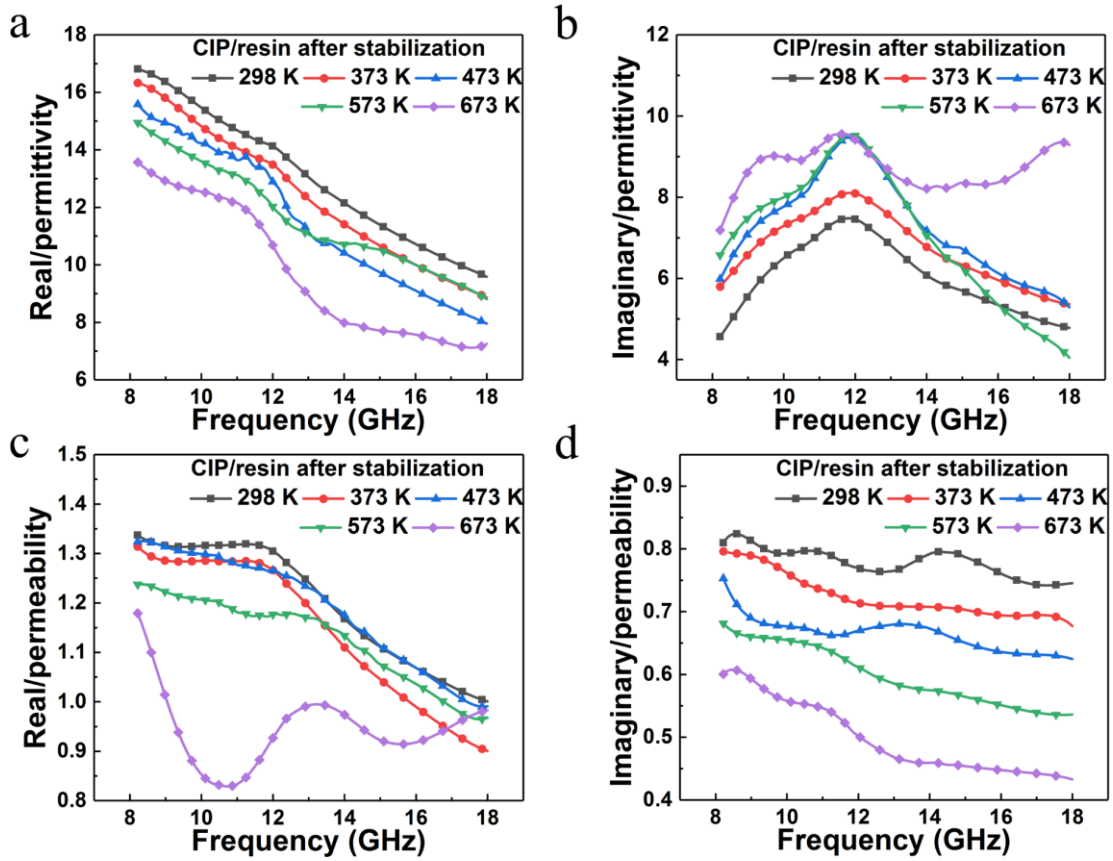 a
CIP/resin after stabilization
298 K 373 K 473 K
573 K 673 K
18
16
14
12
10
8
6
Real/permittivity
8 10 12 14 16 18
Frequency (GHz)
b
CIP/resin after stabilization
298 K 373 K 473 K
573 K 673 K
12
10
8
6
4
Imaginary/permittivity
8 10 12 14 16 18
Frequency (GHz)
c
CIP/resin after stabilization
298 K 373 K 473 K
573 K 673 K
1.5
1.4
1.3
1.2
1.1
1.0
0.9
0.8
Real/permeability
8 10 12 14 16 18
Frequency (GHz)
d
CIP/resin after stabilization
298 K 373 K 473 K
573 K 673 K
0.9
0.8
0.7
0.6
0.5
0.4
Imaginary/permeability
8 10 12 14 16 18
Frequency (GHz)